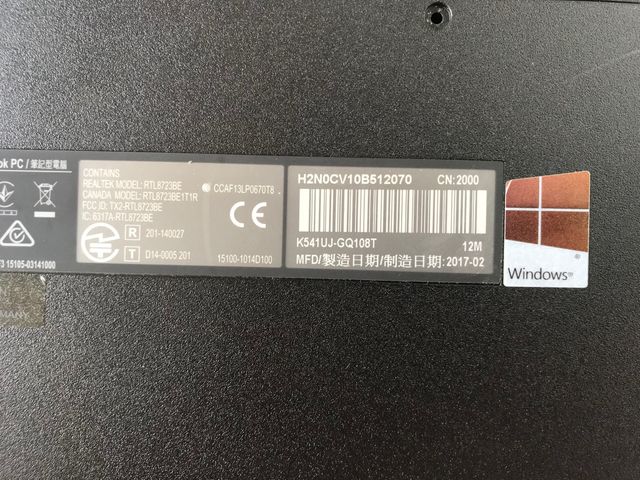 ok PC / 筆記型電腦
F3 15105-03141000
CONTAINS
REALTEK MODEL: RTL8723BE
CANADA MODEL: RTL8723BE1T1R
FCC ID: TX2-RTL8723BE
IC: 6317A-RTL8723BE
CCAF13LP0670T8
CE
R 201-140027
T D14-0005 201
15100-1014D100
H2N0CV10B512070 CN:2000
K541UJ-GQ108T 12M
MFD/製造日期/制造日期: 2017-02
Windows
N
MANY